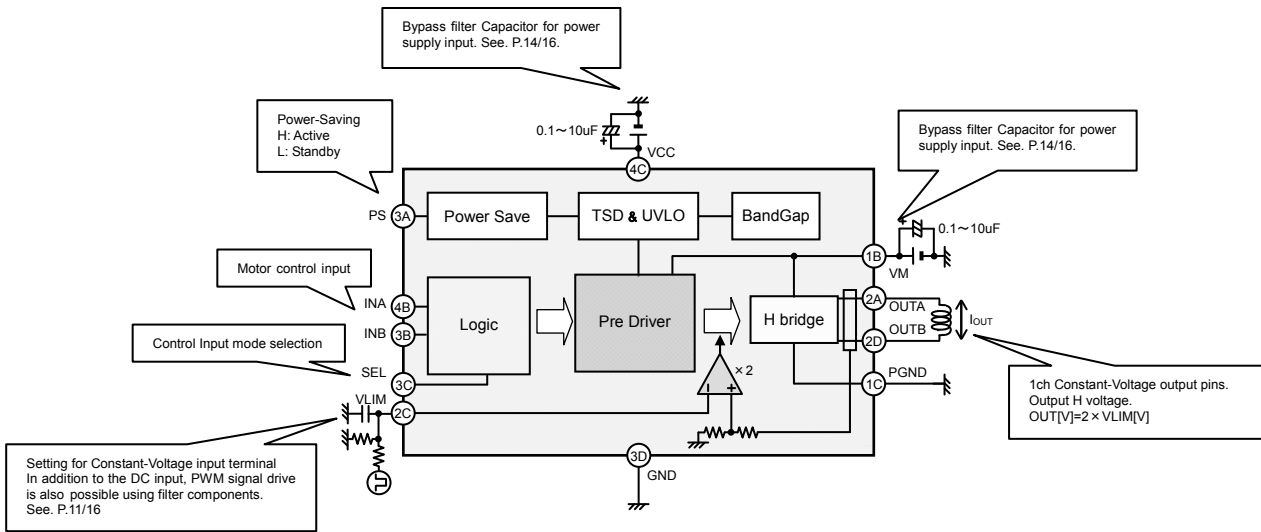 Bypass filter Capacitor for power
supply input. See. P.14/16.
Power-Saving
H: Active
L: Standby
0.1～10uF
+
VCC
4C
Bypass filter Capacitor for power
supply input. See. P.14/16.
PS
3A
Power Save
TSD & UVLO
BandGap
+
0.1～10uF
1B
VM
Motor control input
INA
4B
INB
3B
Logic
Pre Driver
H bridge
2A
OUTA
OUTB
2D
IOUT
Control Input mode selection
SEL
3C
×2
PGND
1C
VLIM
2C
1ch Constant-Voltage output pins.
Output H voltage.
OUT[V]=2×VLIM[V]
Setting for Constant-Voltage input terminal
In addition to the DC input, PWM signal drive
is also possible using filter components.
See. P.11/16
3D
GND